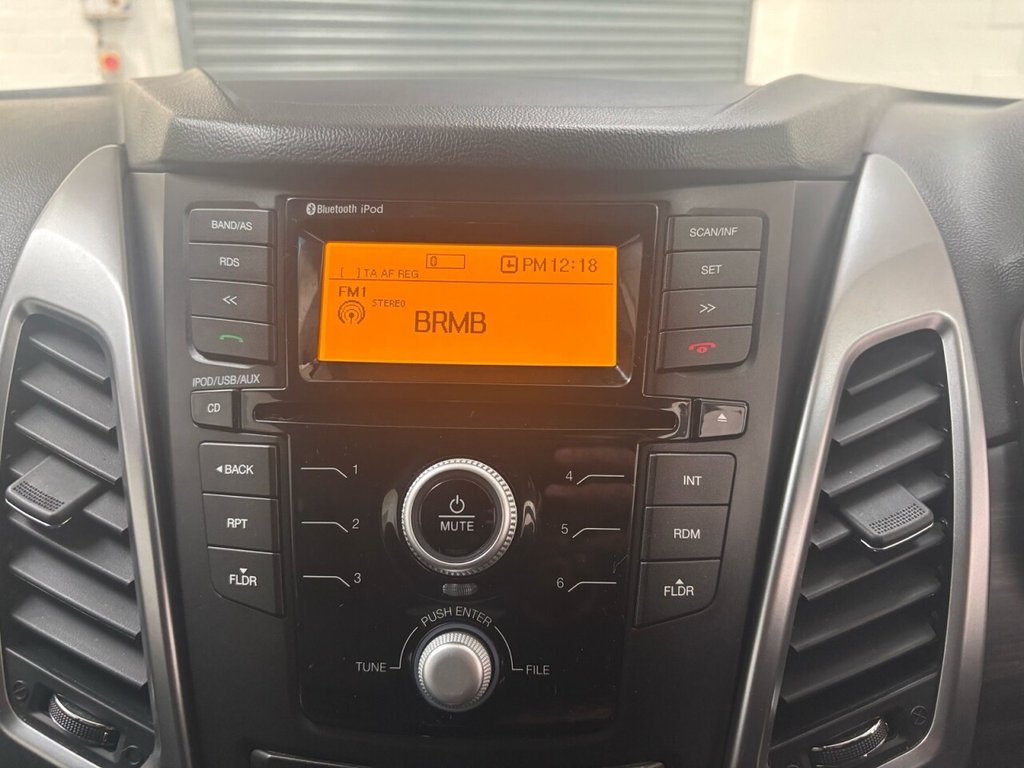 Bluetooth iPod
BAND/AS
RDS
<<
SCAN/INF
SET
>>
0
PM 12:18
[ ] TA AF REG
FM1
STEREO
BRMB
IPOD/USB/AUX
CD
BACK
RPT
FLDR
1
2
3
MUTE
4
5
6
INT
RDM
FLDR
PUSH ENTER
TUNE
FILE